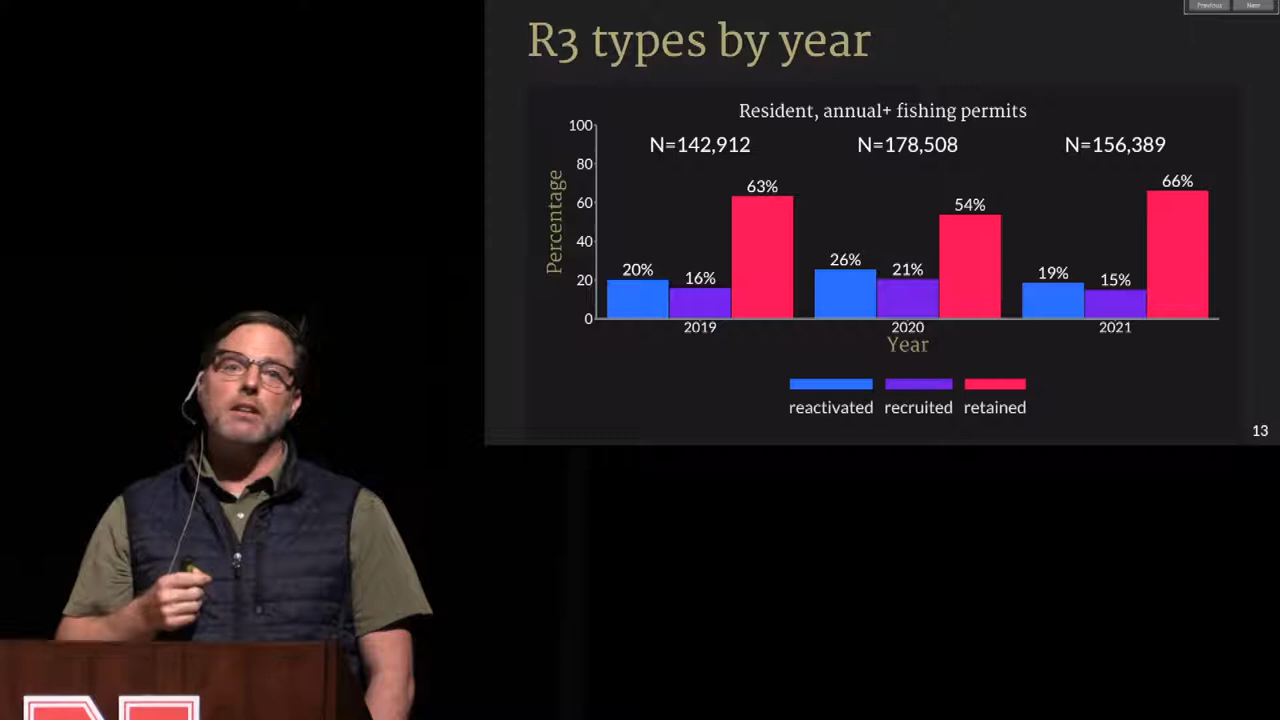 Previous
Next
R3 types by year
Resident, annual+ fishing permits
N=142,912
N=178,508
N=156,389
Percentage
100
80
60
40
20
0
20%
16%
63%
26%
21%
54%
19%
15%
66%
2019
2020
2021
Year
reactivated
recruited
retained
13
N